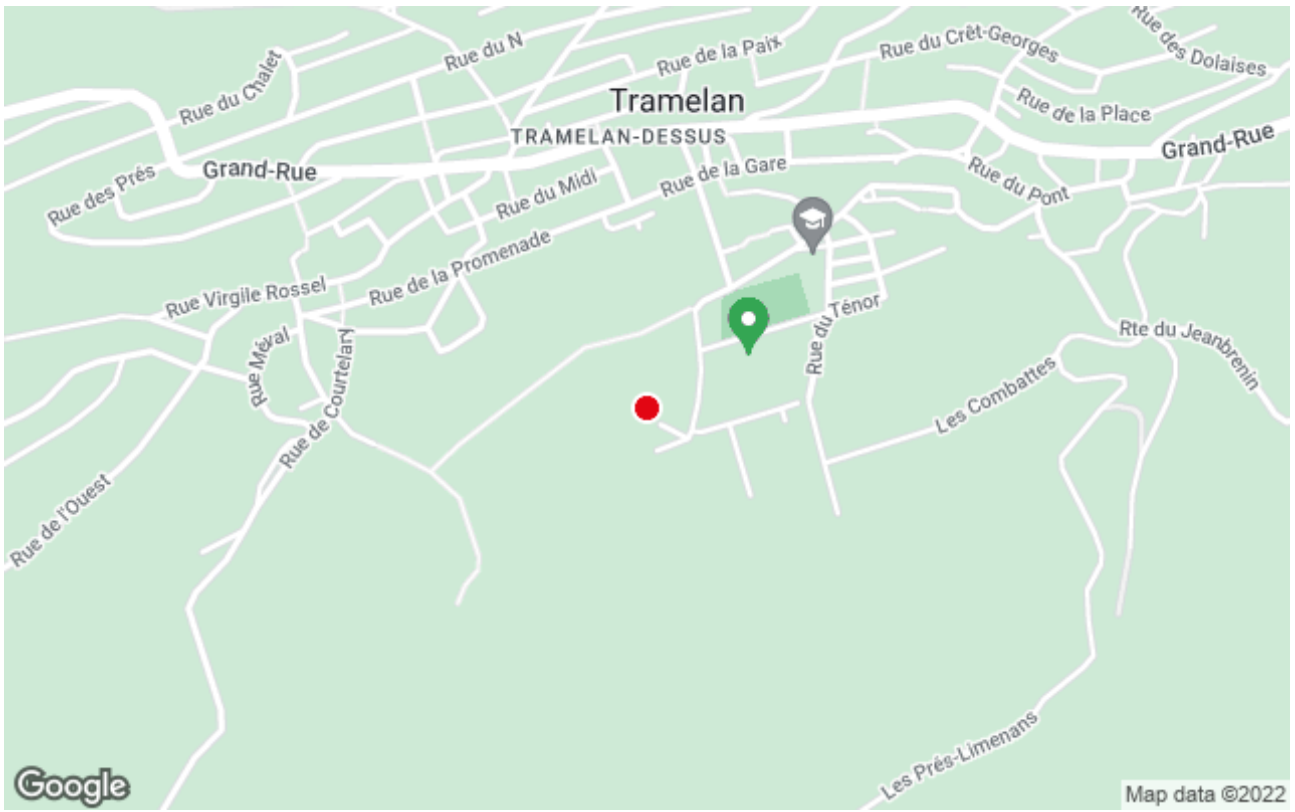 Rue du N
Rue de la Paix
Rue du Crêt-Georges
Rue des Dolaises
Rue du Chalet
Tramelan
Rue de la Place
TRAMELAN-DESSUS
Grand-Rue
Grand-Rue
Rue de la Gare
Rue des Prés
Rue du Midi
Rue du Pont
Rue de la Promenade
Rue Virgile Rossel
Rue du Ténor
Rte du Jeanbrenin
Rue Méval
Rue de Courtelary
Les Combattes
Rue de l'Ouest
Les Prés-Limenans
Google
Map data ©2022